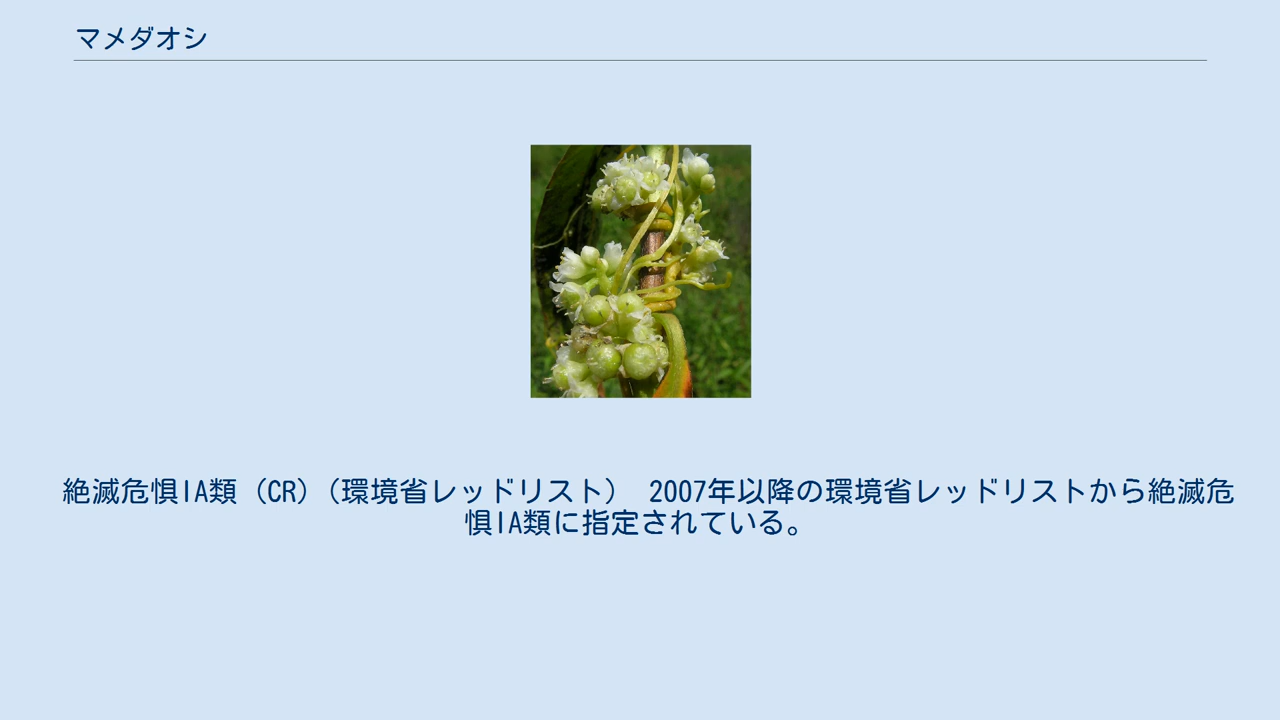 マメダオシ
絶滅危惧IA類 (CR)(環境省レッドリスト) 2007年以降の環境省レッドリストから絶滅危
惧IA類に指定されている。